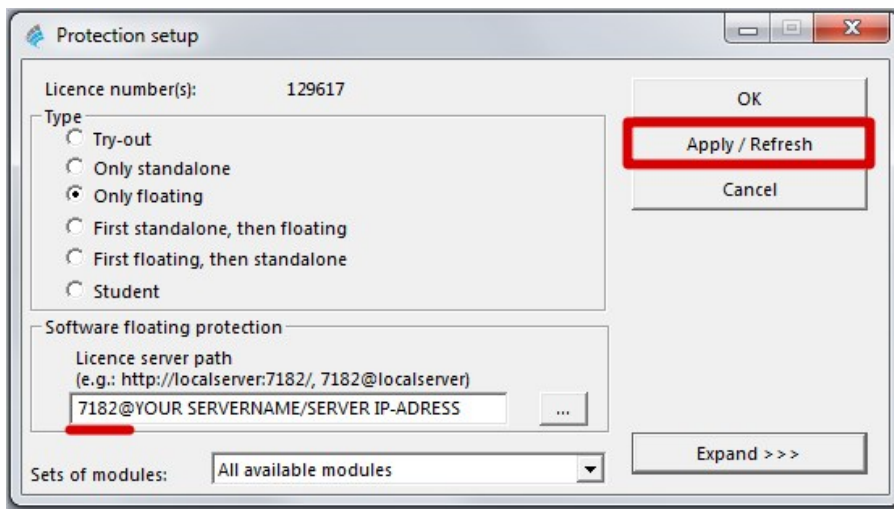 Protection setup
Licence number(s): 129617
Type
Try-out
Only standalone
Only floating
First standalone, then floating
First floating, then standalone
Student
Software floating protection
Licence server path
(e.g.: http://localserver:7182/, 7182@localserver)
7182@YOUR SERVERNAME/SERVER IP-ADRESS
...
Sets of modules: All available modules
OK
Apply / Refresh
Cancel
Expand >>>